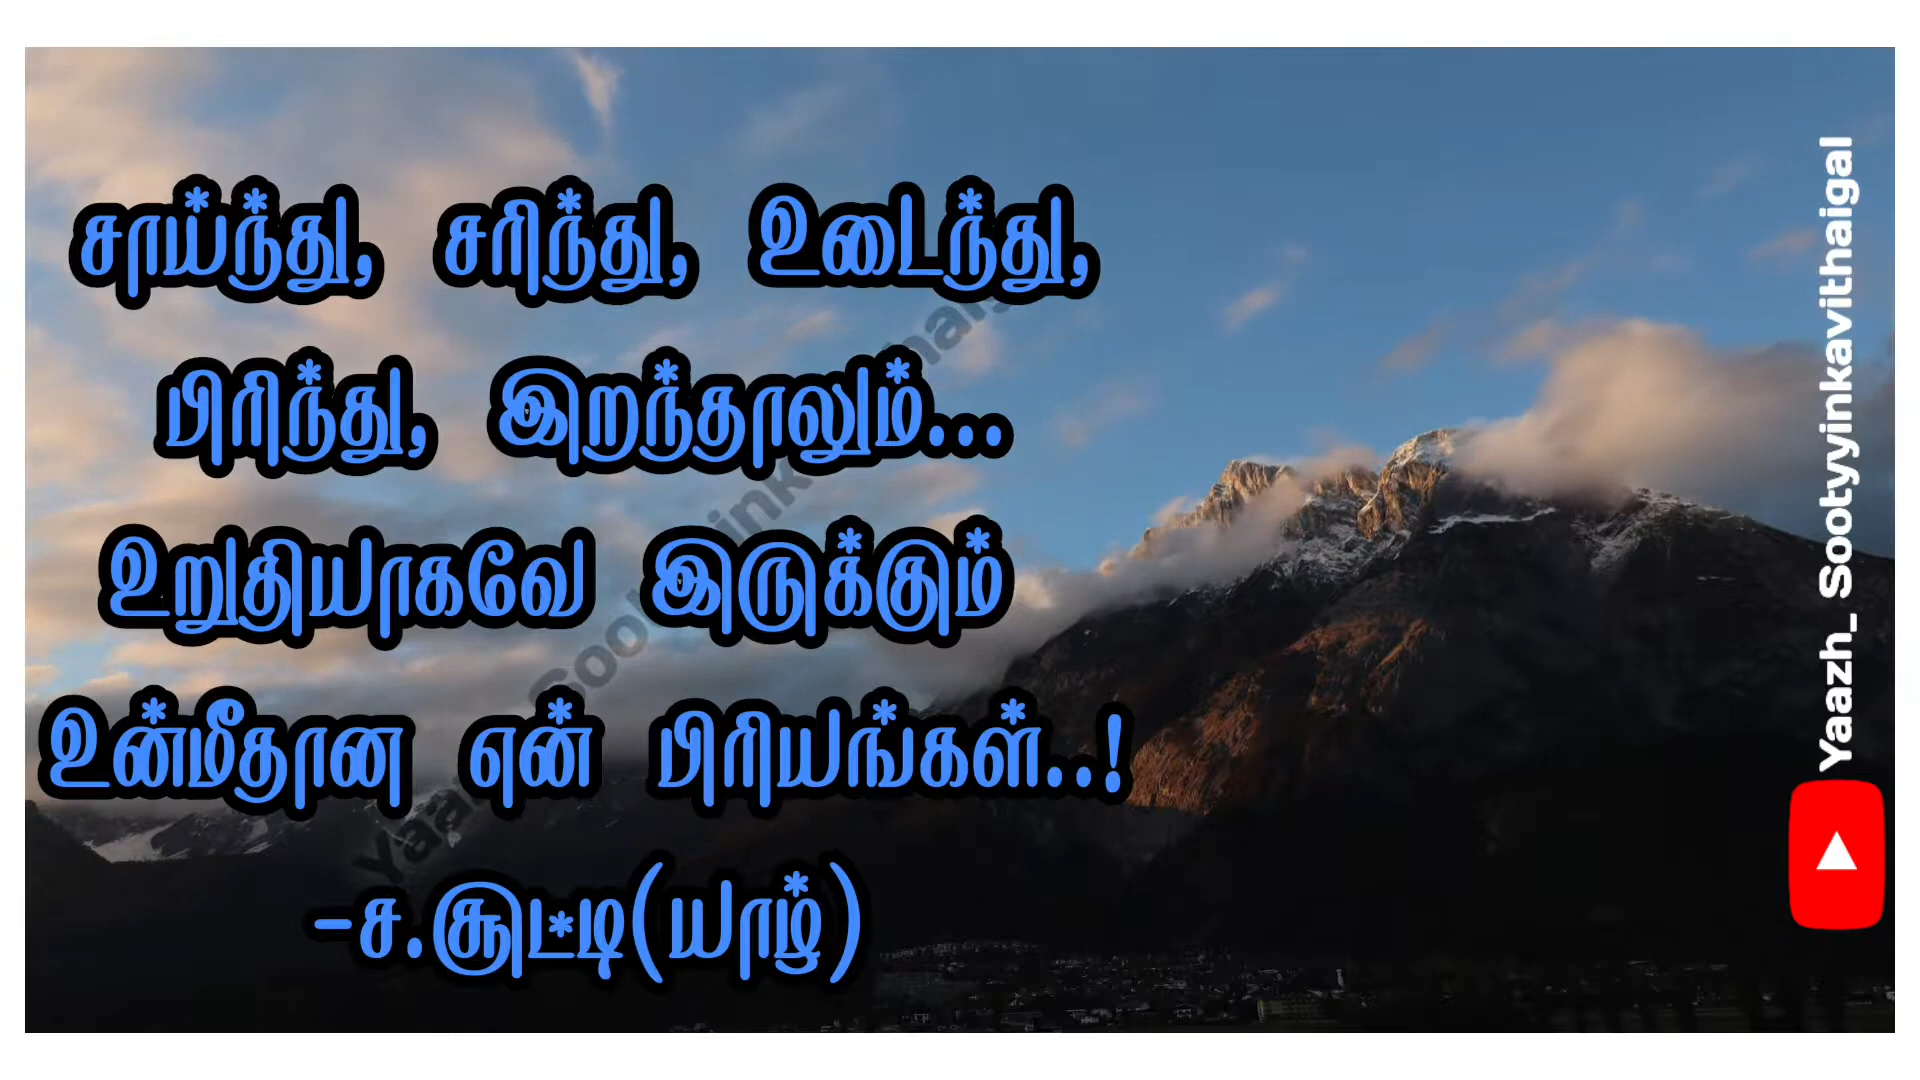 சாய்ந்து, சரிந்து, உடைந்து,
பிரிந்து, இறந்தாலும்...
உறுதியாகவே இருக்கும்
உன்மீதான என் பிரியங்கள்..!
-ச.சூட்டி(யாழ்)
Yaazh_ Sootyyinkavithaigal